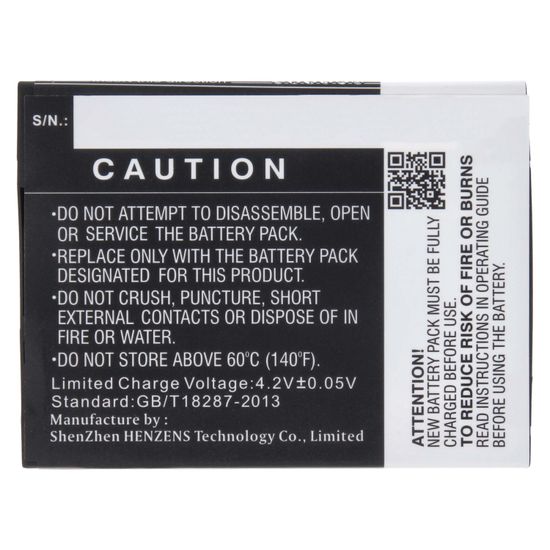 S/N.:
CAUTION
•DO NOT ATTEMPT TO DISASSEMBLE, OPEN
OR SERVICE THE BATTERY PACK.
•REPLACE ONLY WITH THE BATTERY PACK
DESIGNATED FOR THIS PRODUCT.
•DO NOT CRUSH, PUNCTURE, SHORT
EXTERNAL CONTACTS OR DISPOSE OF IN
FIRE OR WATER.
•DO NOT STORE ABOVE 60°C (140°F).
Limited Charge Voltage:4.2V±0.05V
Standard:GB/T18287-2013
Manufacture by :
ShenZhen HENZENS Technology Co., Limited
ATTENTION!
NEW BATTERY PACK MUST BE FULLY
CHARGED BEFORE USE.
TO REDUCE RISK OF FIRE OR BURNS
READ INSTRUCTIONS IN OPERATING GUIDE
BEFORE USING THE BATTERY.